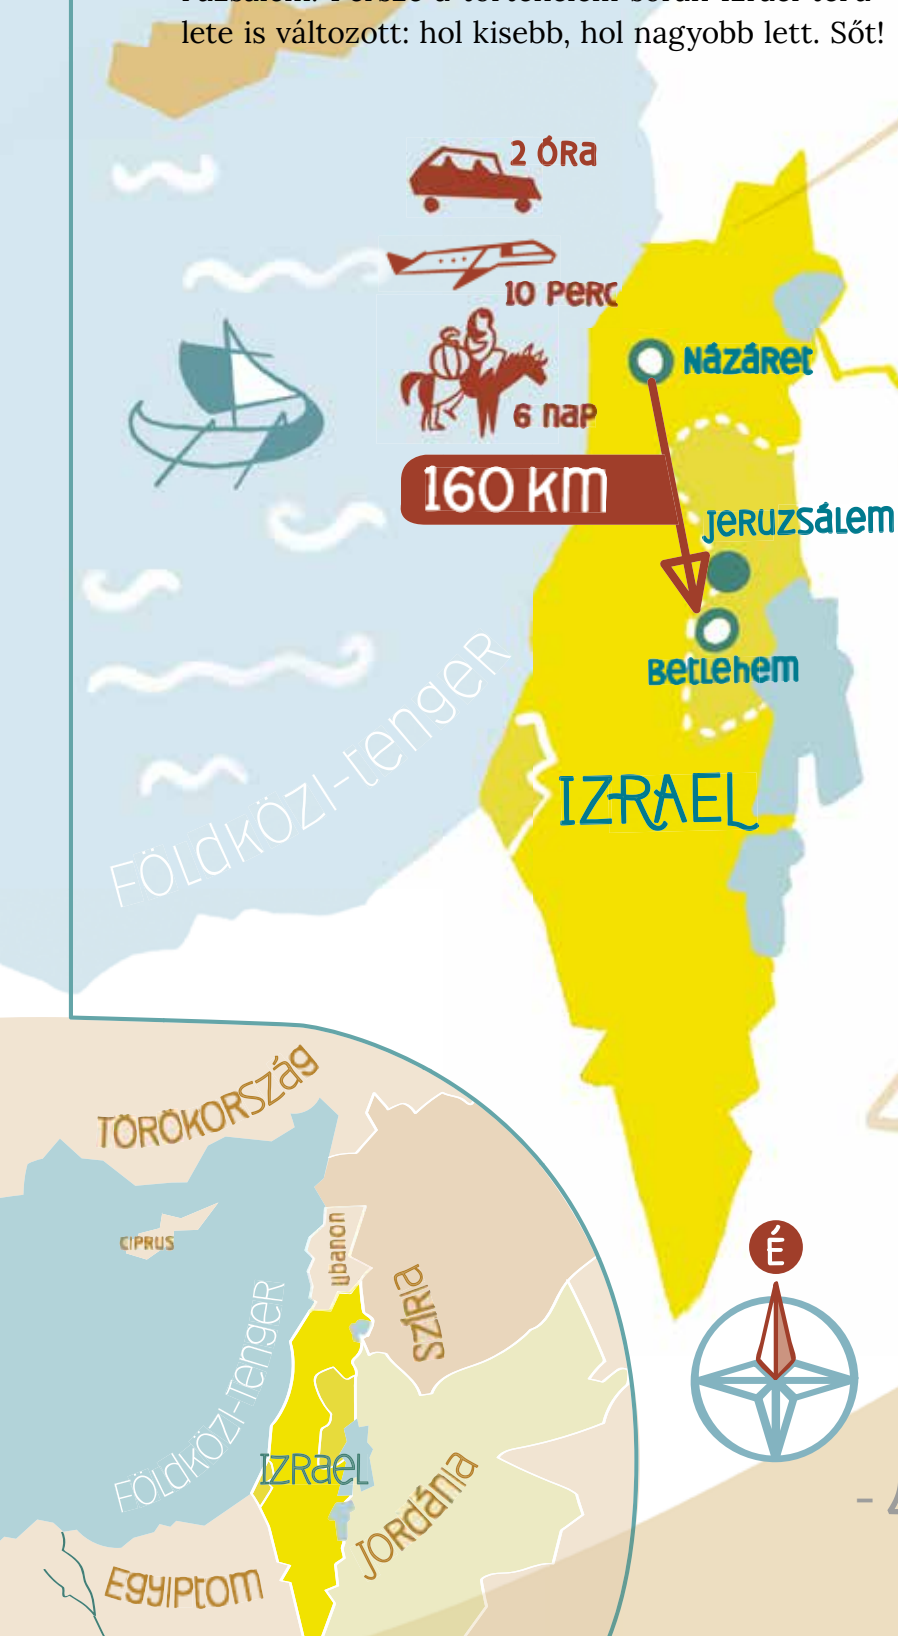 lete is változott: hol kisebb, hol nagyobb lett. Sőt!
2 ÓRa
10 PeRC
6 nap
Názáret
160 km
JeRuzsálem
Betlehem
Földközi-tengeR
IZRAEL
TÖRÖKORSZág
CIPRUS
Libanon
SZÍRIa
FÖLdKÖZI-TengeR
IZRaeL
JORdánia
Egyiptom
É